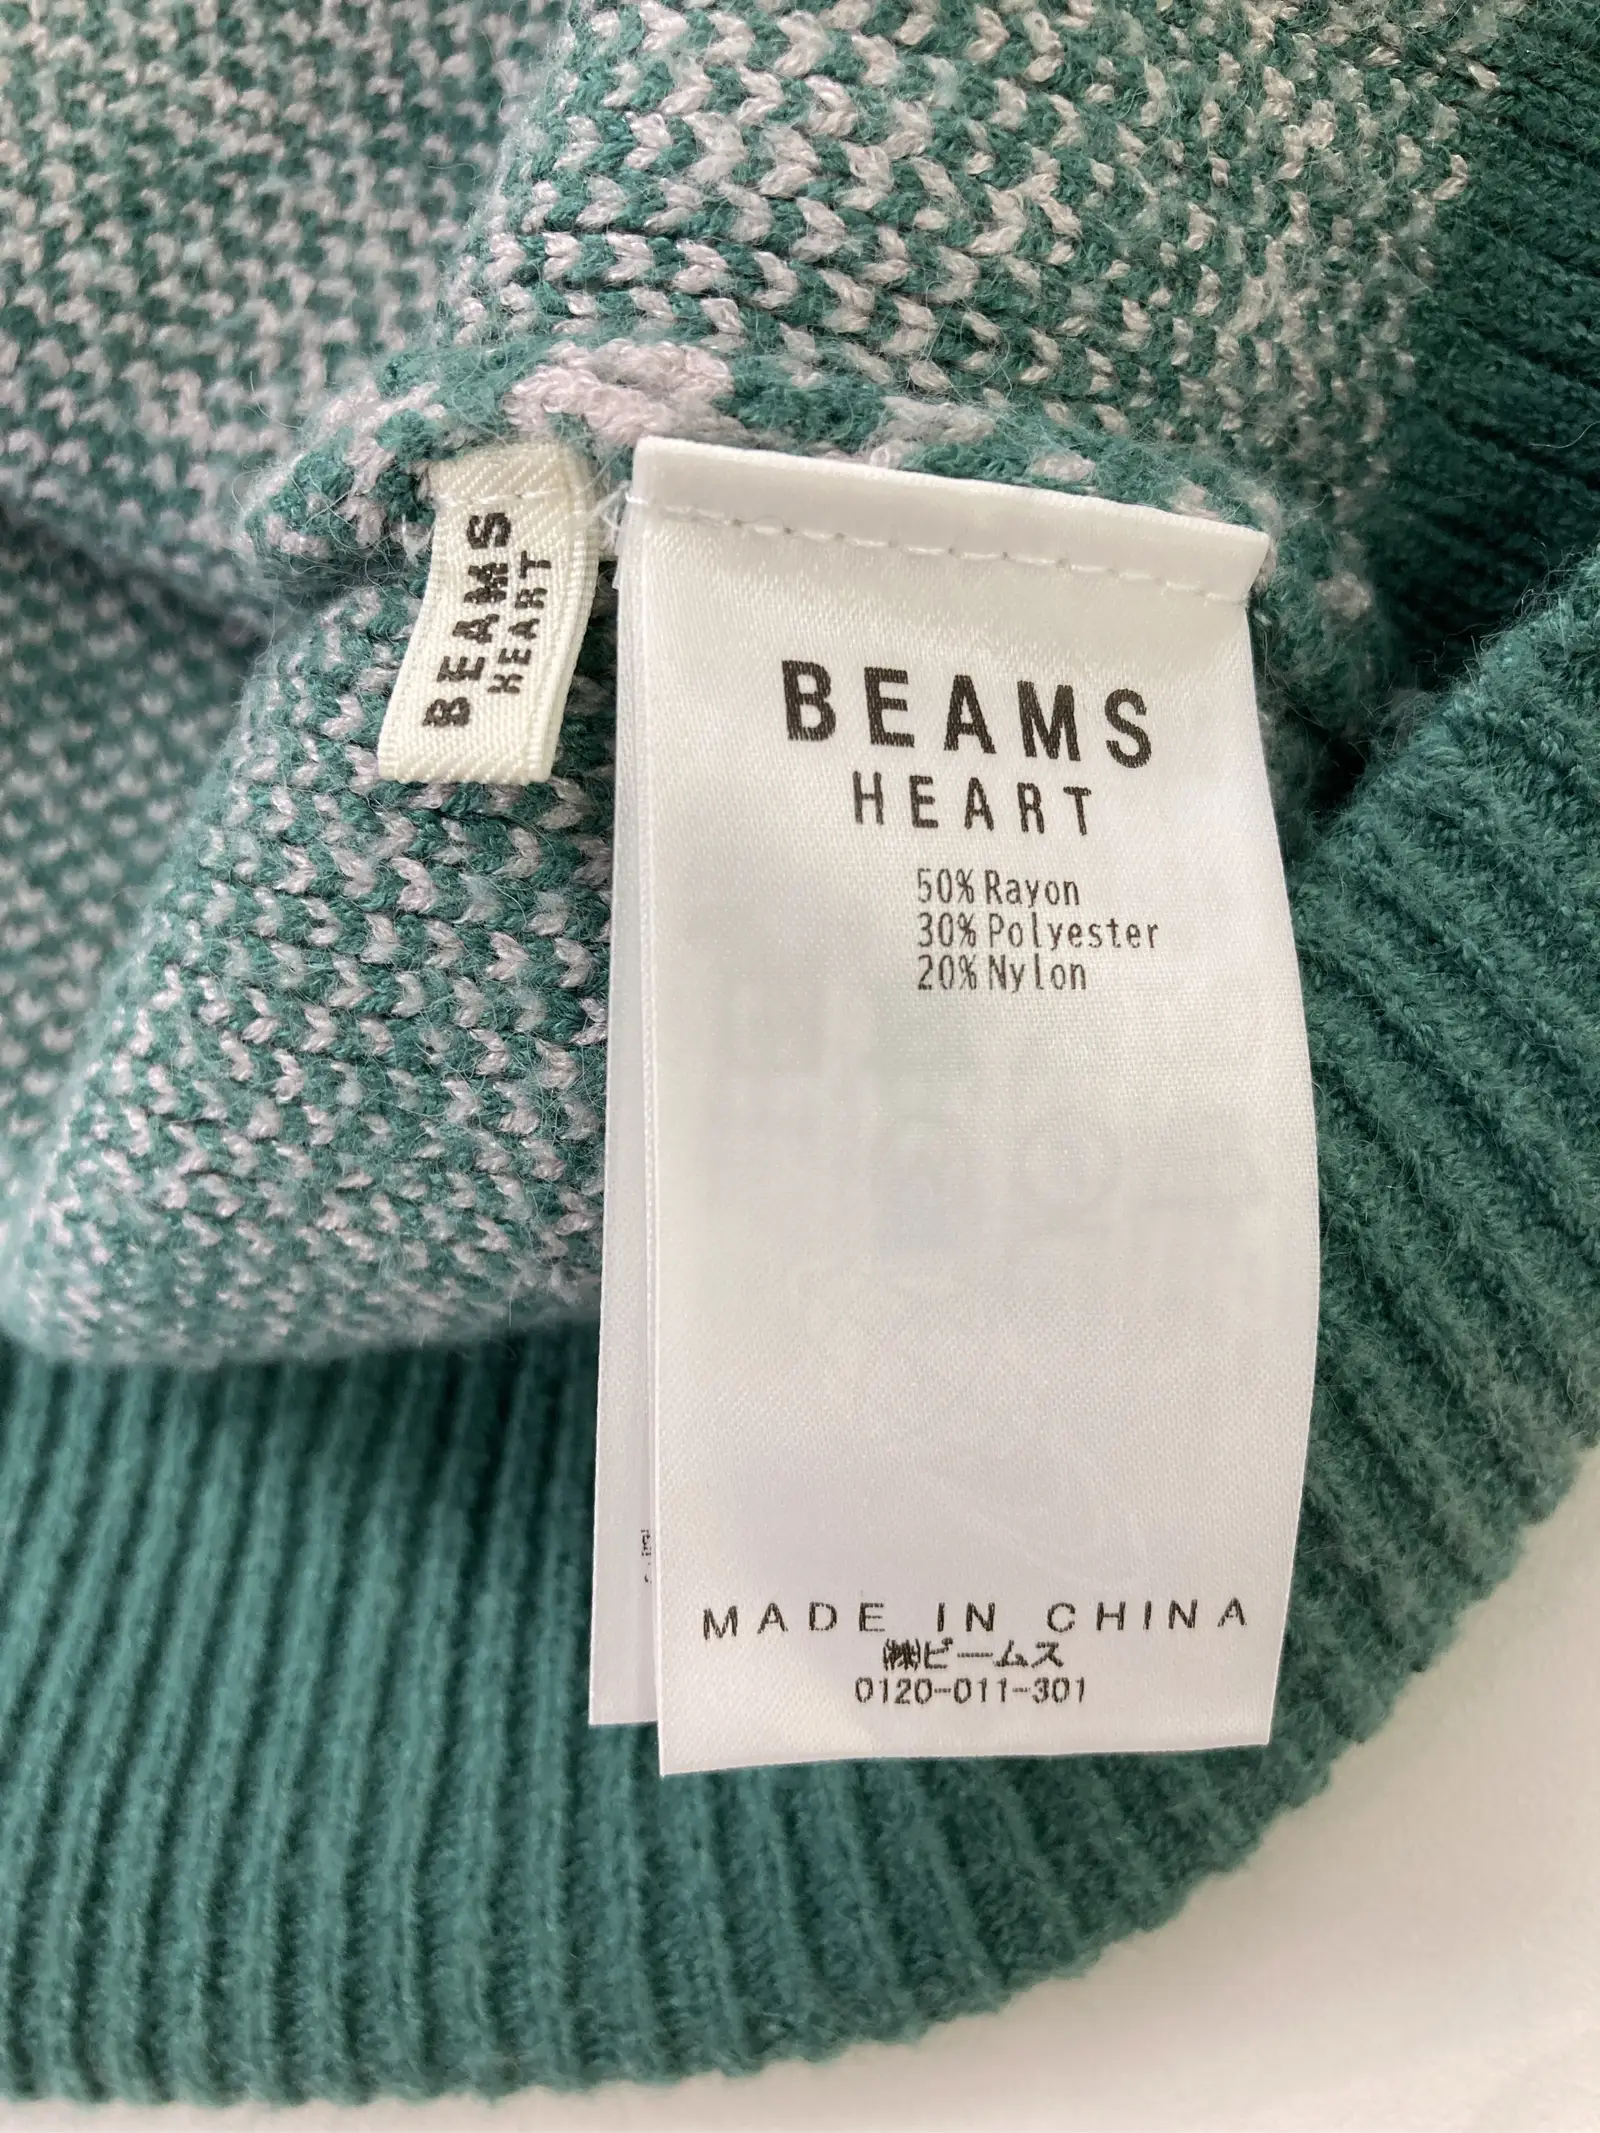 BEAMS
HEART
BEAMS
HEART
50% Rayon
30% Polyester
20% Nylon
MADE IN CHINA
㈱ビームス
0120-011-301